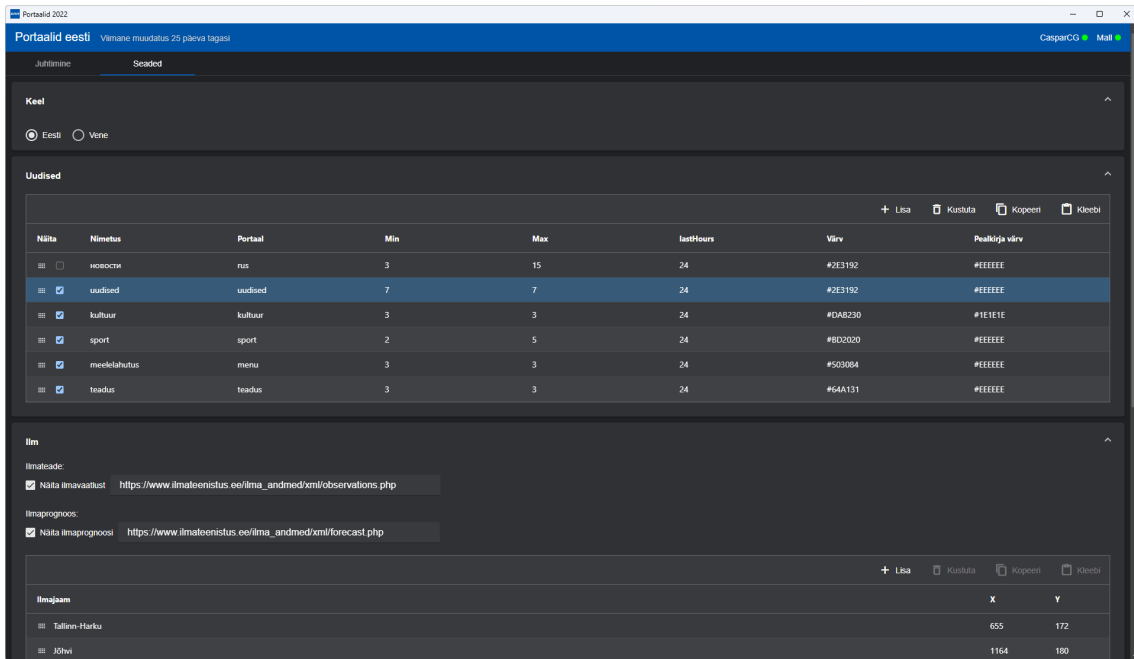 Portaalid 2022
Portaalid eesti Viimane muudatus 25 päeva tagasi CasparCG Mall
Juhtimine Seaded
Keel
Eesti Vene
Uudised
+ Lisa Kustuta Kopeeri Kleebi
Näita Nimetus Portaal Min Max lastHours Värv Pealkirja värv
новости rus 3 15 24 #2E3192 #EEEEEE
uudised uudised 7 7 24 #2E3192 #EEEEEE
kultuur kultuur 3 3 24 #DAB230 #1E1E1E
sport sport 2 5 24 #BD2020 #EEEEEE
meelelahutus menu 3 3 24 #503084 #EEEEEE
teadus teadus 3 3 24 #64A131 #EEEEEE
Ilm
Ilmateade:
Näita ilmavaatlust https://www.ilmateenistus.ee/ilma_andmed/xml/observations.php
Ilmaprognoos:
Näita ilmaprognoosi https://www.ilmateenistus.ee/ilma_andmed/xml/forecast.php
+ Lisa Kustuta Kopeeri Kleebi
Ilmajaam X Y
Tallinn-Harku 655 172
Jõhvi 1164 180